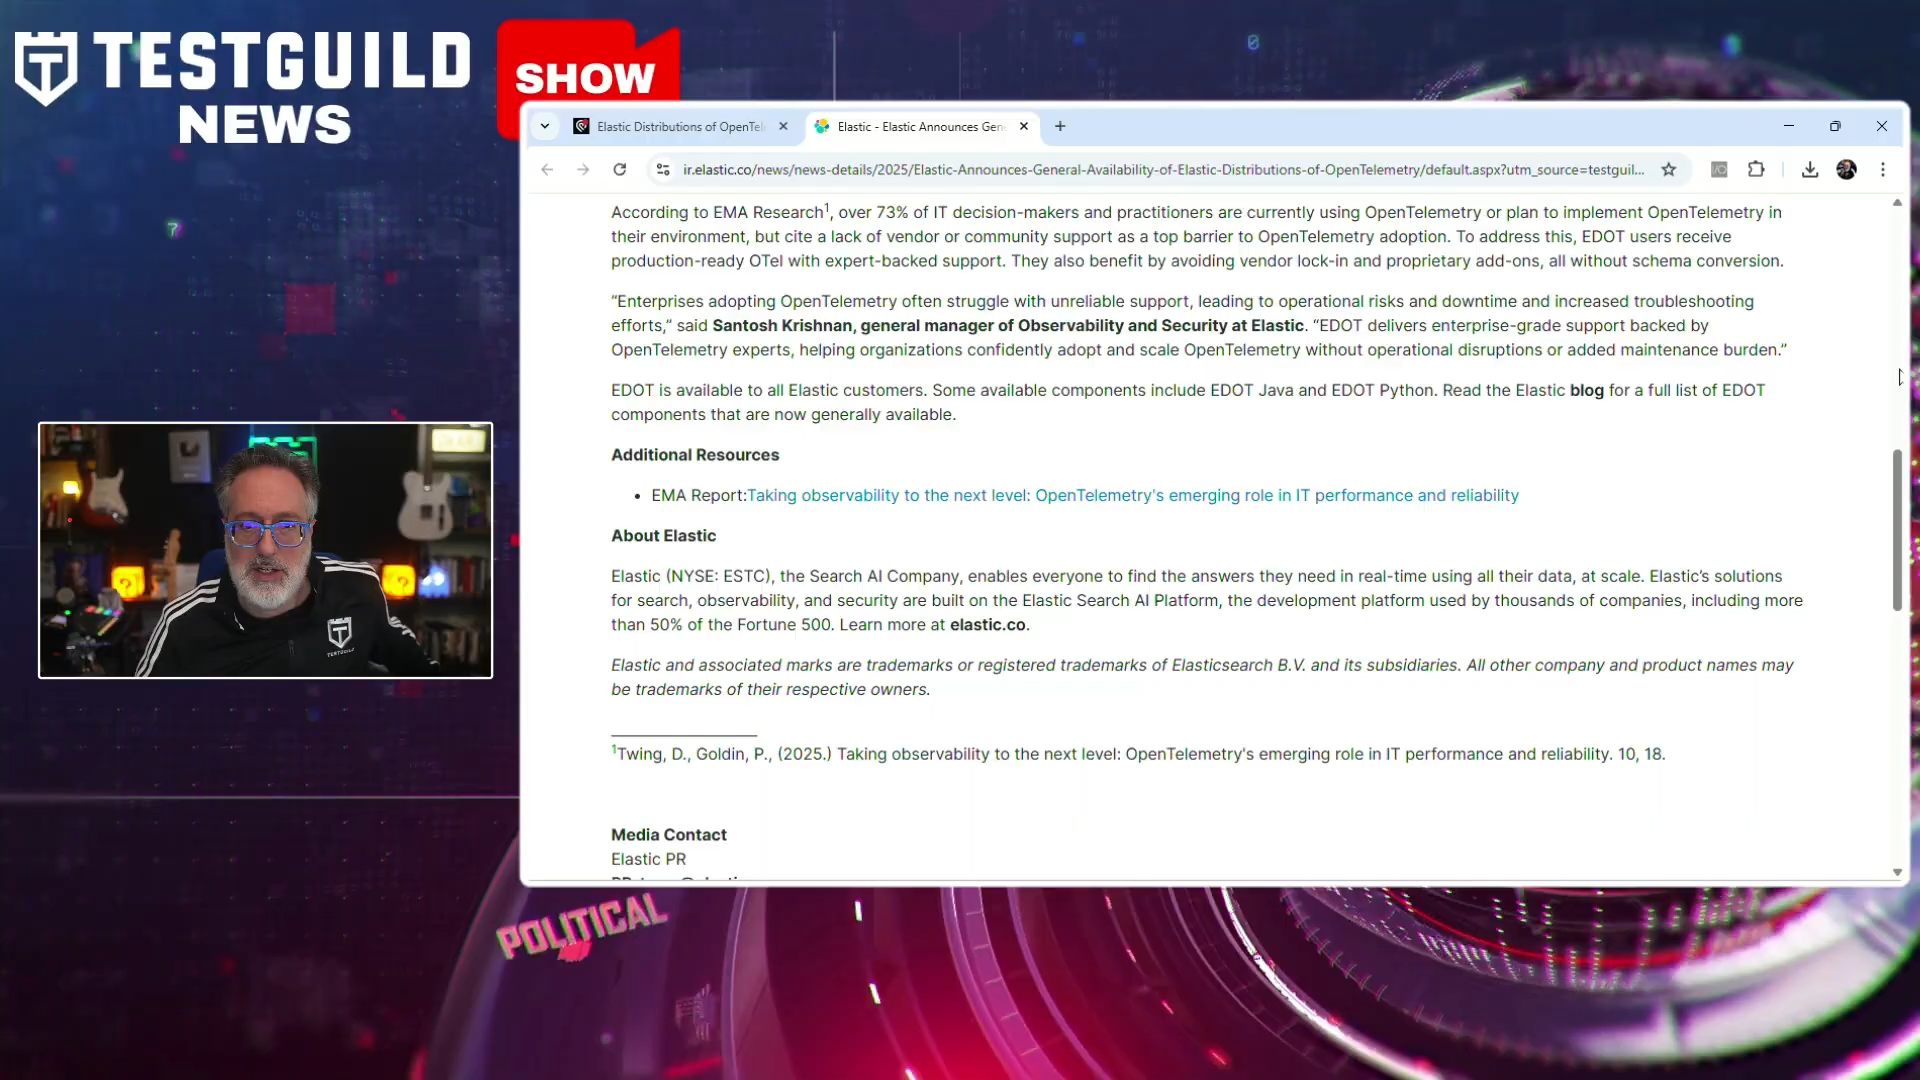 TESTGUILD
NEWS
SHOW
Elastic Distributions of OpenTel
Elastic - Elastic Announces Gen
ir.elastic.co/news/news-details/2025/Elastic-Announces-General-Availability-of-Elastic-Distributions-of-OpenTelemetry/default.aspx?utm_source=testguil...
According to EMA Research1, over 73% of IT decision-makers and practitioners are currently using OpenTelemetry or plan to implement OpenTelemetry in
their environment, but cite a lack of vendor or community support as a top barrier to OpenTelemetry adoption. To address this, EDOT users receive
production-ready OTel with expert-backed support. They also benefit by avoiding vendor lock-in and proprietary add-ons, all without schema conversion.
“Enterprises adopting OpenTelemetry often struggle with unreliable support, leading to operational risks and downtime and increased troubleshooting
efforts,” said Santosh Krishnan, general manager of Observability and Security at Elastic. “EDOT delivers enterprise-grade support backed by
OpenTelemetry experts, helping organizations confidently adopt and scale OpenTelemetry without operational disruptions or added maintenance burden.”
EDOT is available to all Elastic customers. Some available components include EDOT Java and EDOT Python. Read the Elastic blog for a full list of EDOT
components that are now generally available.
Additional Resources
• EMA Report:Taking observability to the next level: OpenTelemetry's emerging role in IT performance and reliability
About Elastic
Elastic (NYSE: ESTC), the Search AI Company, enables everyone to find the answers they need in real-time using all their data, at scale. Elastic’s solutions
for search, observability, and security are built on the Elastic Search AI Platform, the development platform used by thousands of companies, including more
than 50% of the Fortune 500. Learn more at elastic.co.
Elastic and associated marks are trademarks or registered trademarks of Elasticsearch B.V. and its subsidiaries. All other company and product names may
be trademarks of their respective owners.
1Twing, D., Goldin, P., (2025.) Taking observability to the next level: OpenTelemetry's emerging role in IT performance and reliability. 10, 18.
Media Contact
Elastic PR
POLITICAL
TESTGUILD